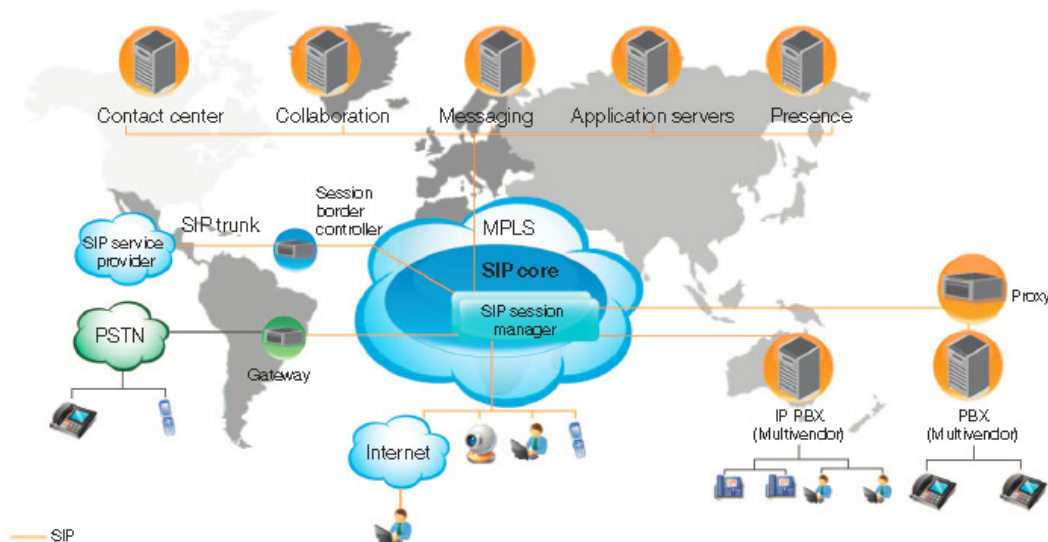 Contact center
Collaboration
Messaging
Application servers
Presence
Session
border
controller
SIP trunk
SIP service
provider
MPLS
SIP core
SIP session
manager
Proxy
PSTN
Gateway
IP PBX
(Multivendor)
PBX
(Multivendor)
Internet
SIP